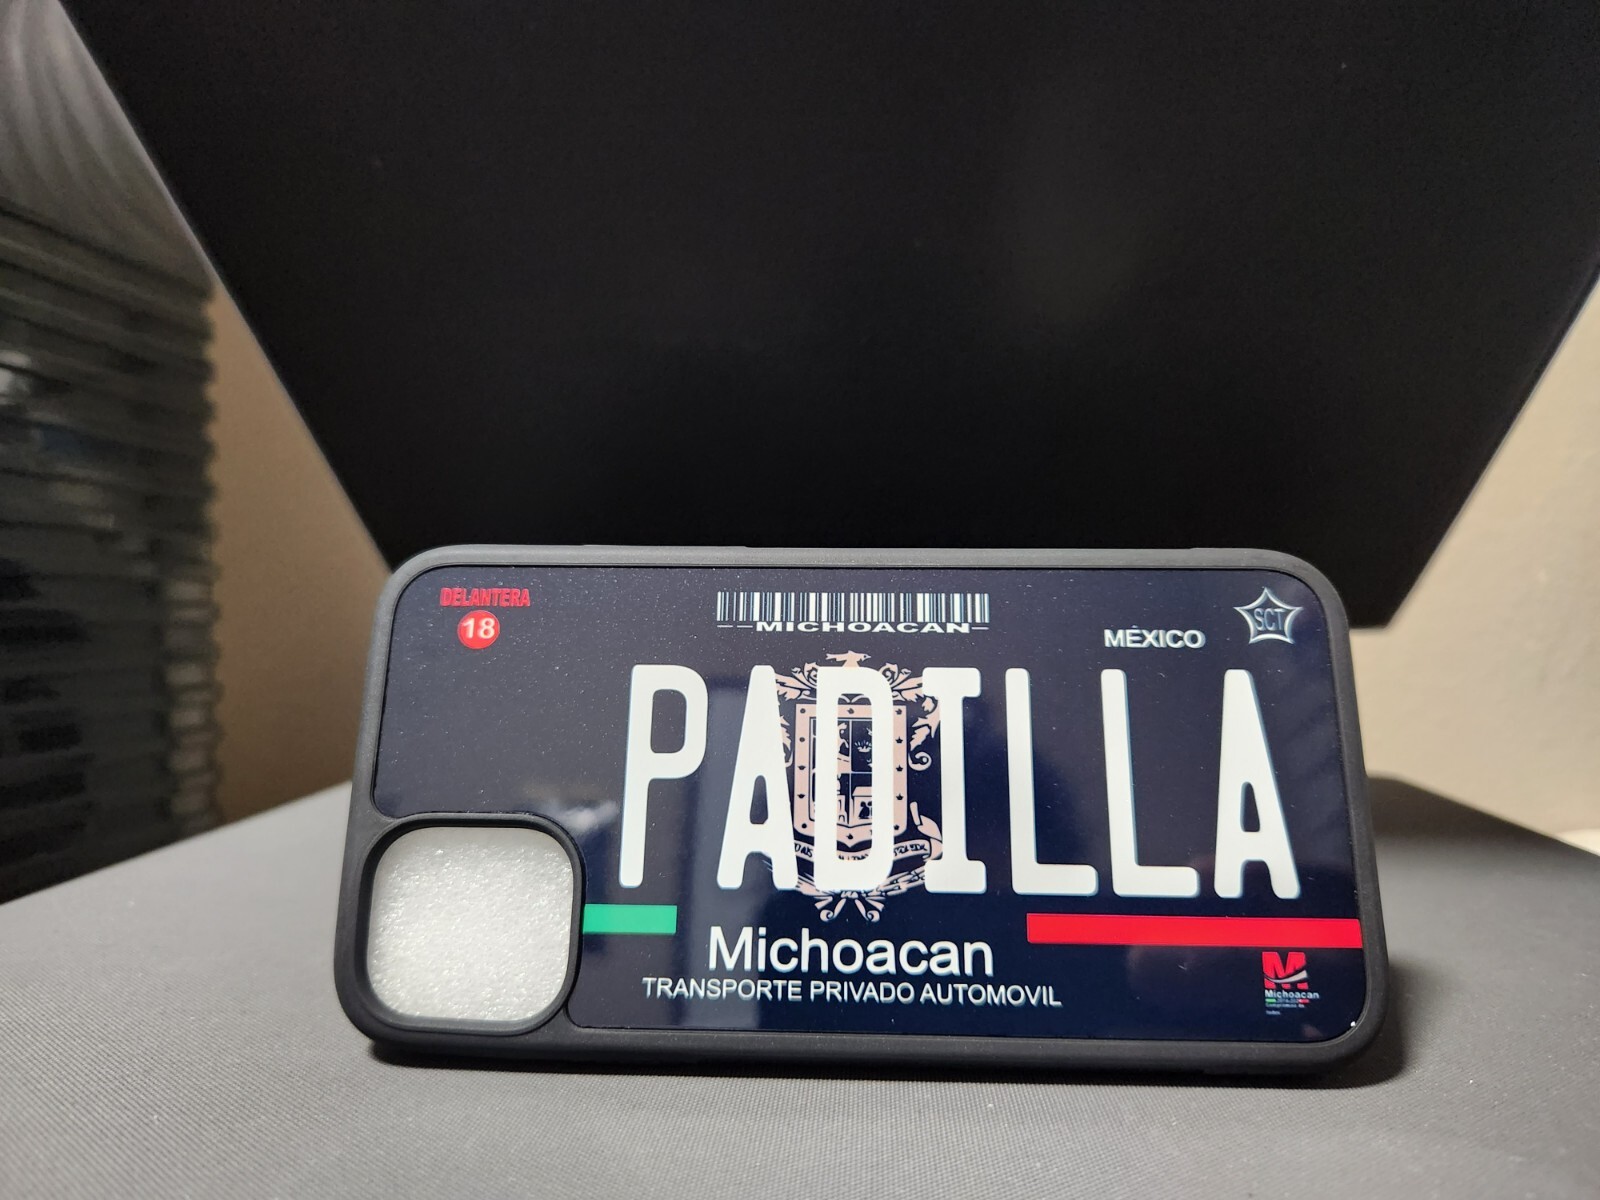 DELANTERA
18
MICHOACAN
MÉXICO
SCT
PADILLA
Michoacan
TRANSPORTE PRIVADO AUTOMOVIL
M
Michoacan